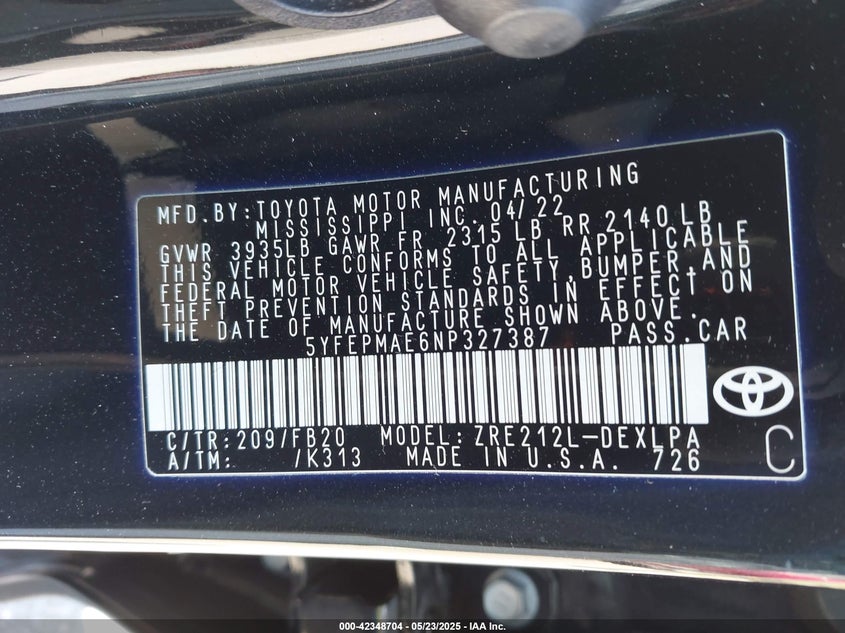 MFD.BY:TOYOTA MOTOR MANUFACTURING
MISSISSIPPI INC. 04/22
GVWR 3935LB GAWR FR 2315 LB RR 2140 LB
THIS VEHICLE CONFORMS TO ALL APPLICABLE
FEDERAL MOTOR VEHICLE SAFETY,BUMPER,AND
THEFT PREVENTION STANDARDS IN EFFECT ON
THE DATE OF MANUFACTURE SHOWN ABOVE.
5YFEPMAE6NP327387 PASS.CAR
C/TR:209/FB20 MODEL:ZRE212L-DEXLPA
A/TM: /K313 MADE IN U.S.A. 726
C
000-42348704 - 05/23/2025 - IAA Inc.